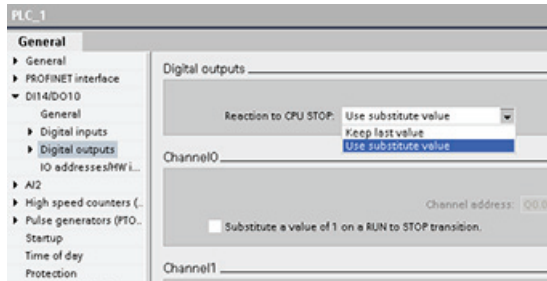 PLC_1
General
General
PROFINET interface
DI14/DO10
General
Digital inputs
Digital outputs
IO addresses/HW i...
AI2
High speed counters (..
Pulse generators (PTO..
Startup
Time of day
Protection
Digital outputs
Reaction to CPU STOP: Use substitute value
Keep last value
Use substitute value
Channel0
Channel address: Q0.0
Substitute a value of 1 on a RUN to STOP transition.
Channel1